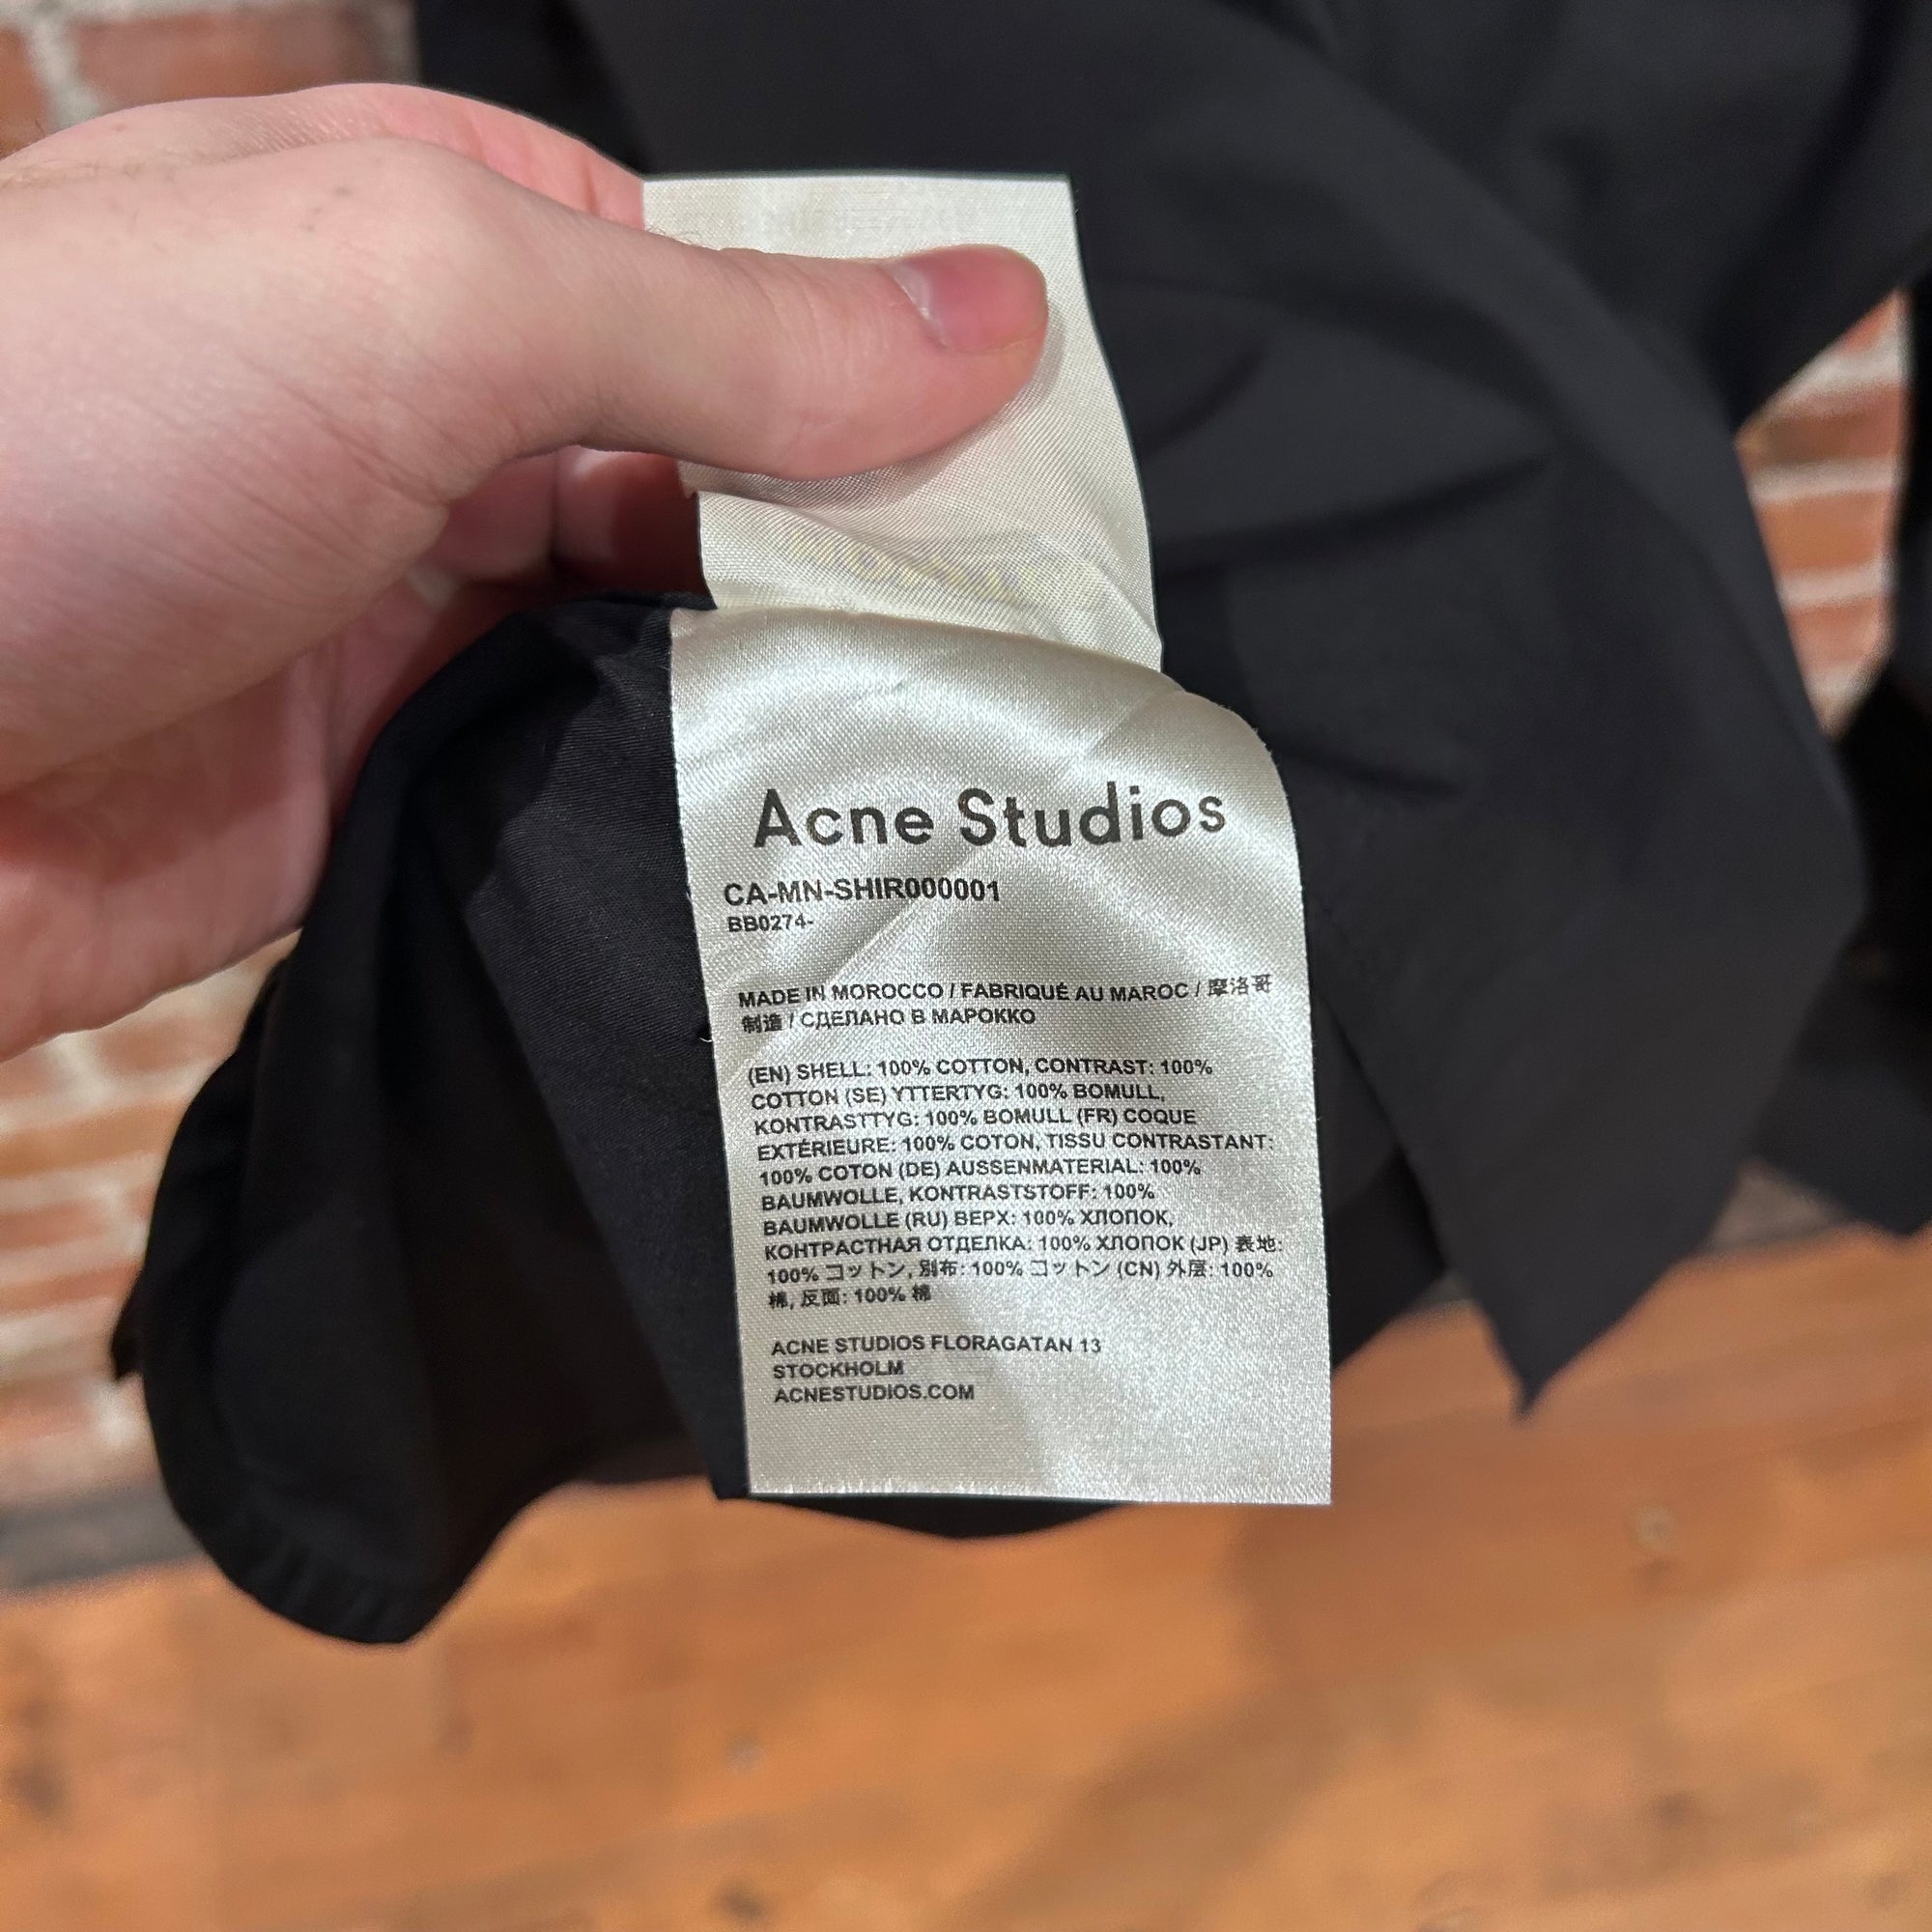 Acne Studios
CA-MN-SHIR000001
BB0274-
MADE IN MOROCCO / FABRIQUÉ AU MAROC / 摩洛哥
制造 / СДЕЛАНО В МАРОККО
(EN) SHELL: 100% COTTON, CONTRAST: 100%
COTTON (SE) YTTERTYG: 100% BOMULL,
KONTRASTTYG: 100% BOMULL (FR) COQUE
EXTÉRIEURE: 100% COTON, TISSU CONTRASTANT:
100% COTON (DE) AUSSENMATERIAL: 100%
BAUMWOLLE, KONTRASTSTOFF: 100%
BAUMWOLLE (RU) ВЕРХ: 100% ХЛОПОК,
КОНТРАСТНАЯ ОТДЕЛКА: 100% ХЛОПОК (JP) 表地:
100% コットン, 別布: 100% コットン (CN) 外层: 100%
棉, 反面: 100% 棉
ACNE STUDIOS FLORAGATAN 13
STOCKHOLM
ACNESTUDIOS.COM